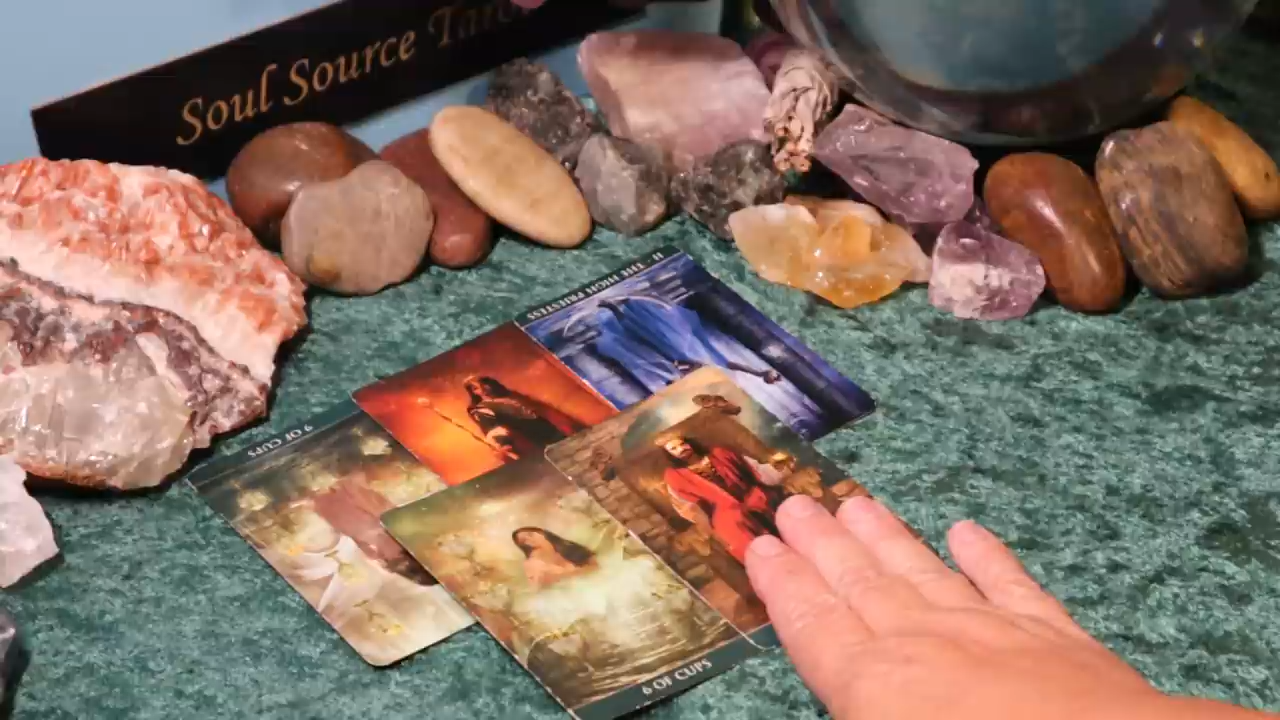 Soul Source Tarot
II · THE HIGH PRIESTESS
9 OF CUPS
6 OF CUPS